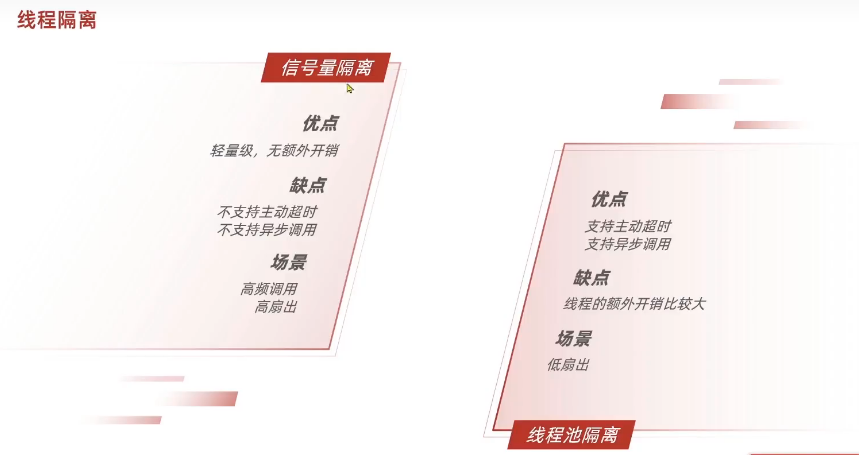 线程隔离
信号量隔离
优点
轻量级，无额外开销
缺点
不支持主动超时
不支持异步调用
场景
高频调用
高扇出
优点
支持主动超时
支持异步调用
缺点
线程的额外开销比较大
场景
低扇出
线程池隔离